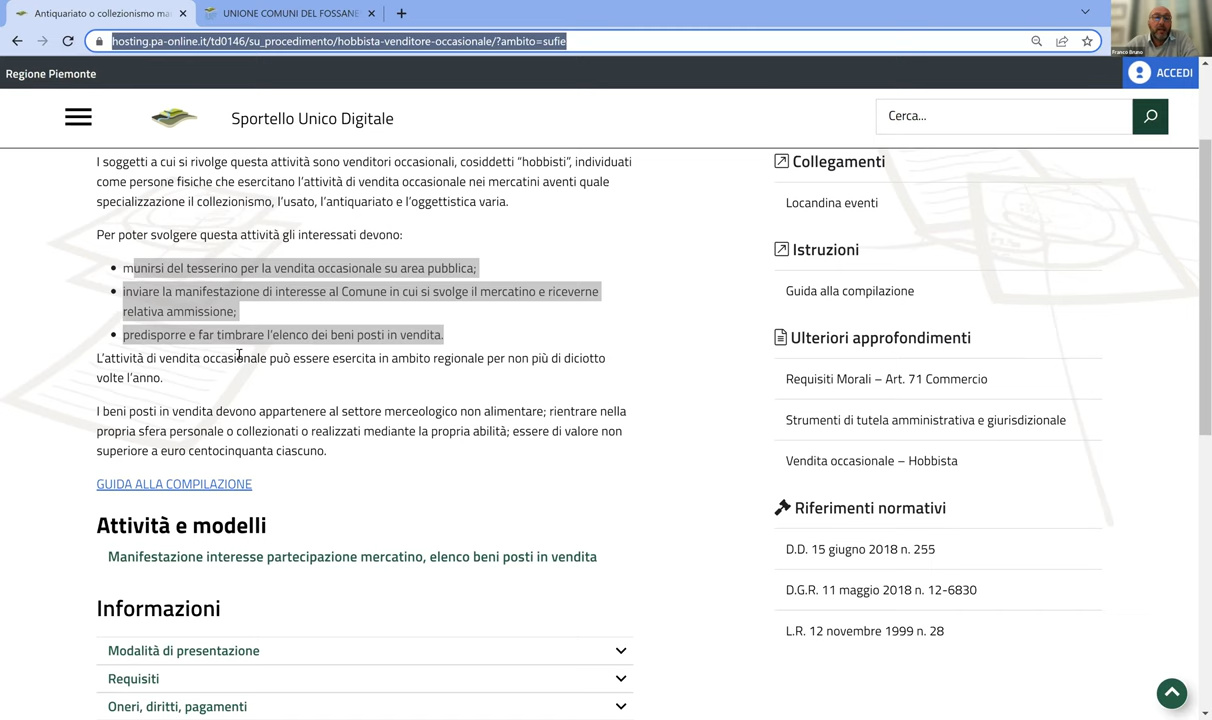 Antiquariato o collezionismo ma
UNIONE COMUNI DEL FOSSANE
hosting.pa-online.it/td0146/su_procedimento/hobbista-venditore-occasionale/?ambito=sufie
Franco Bruno
Regione Piemonte
ACCEDI
Sportello Unico Digitale
Cerca...
I soggetti a cui si rivolge questa attività sono venditori occasionali, cosiddetti “hobbisti”, individuati
come persone fisiche che esercitano l’attività di vendita occasionale nei mercatini aventi quale
specializzazione il collezionismo, l’usato, l’antiquariato e l’oggettistica varia.
Per poter svolgere questa attività gli interessati devono:
• munirsi del tesserino per la vendita occasionale su area pubblica;
• inviare la manifestazione di interesse al Comune in cui si svolge il mercatino e riceverne
relativa ammissione;
• predisporre e far timbrare l’elenco dei beni posti in vendita.
L’attività di vendita occasionale può essere esercita in ambito regionale per non più di diciotto
volte l’anno.
I beni posti in vendita devono appartenere al settore merceologico non alimentare; rientrare nella
propria sfera personale o collezionati o realizzati mediante la propria abilità; essere di valore non
superiore a euro centocinquanta ciascuno.
GUIDA ALLA COMPILAZIONE
Attività e modelli
Manifestazione interesse partecipazione mercatino, elenco beni posti in vendita
Informazioni
Modalità di presentazione
Requisiti
Oneri, diritti, pagamenti
Collegamenti
Locandina eventi
Istruzioni
Guida alla compilazione
Ulteriori approfondimenti
Requisiti Morali – Art. 71 Commercio
Strumenti di tutela amministrativa e giurisdizionale
Vendita occasionale – Hobbista
Riferimenti normativi
D.D. 15 giugno 2018 n. 255
D.G.R. 11 maggio 2018 n. 12-6830
L.R. 12 novembre 1999 n. 28